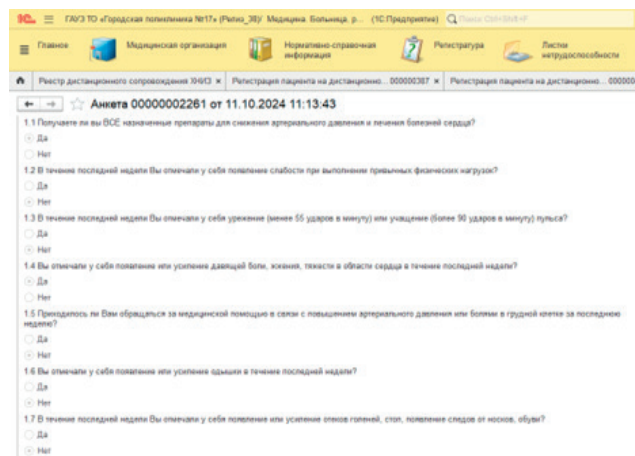 1С ГАУЗ ТО «Городская поликлиника №17» (Релиз_38)/ Медицина. Больница. р... (1С:Предприятие) Поиск Ctrl+Shift+F
Главное Медицинская организация Нормативно-справочная информация Регистратура Листки нетрудоспособности
Реестр дистанционного сопровождения ХНИЗ × Регистрация пациента на дистанционно... 000000387 × Регистрация пациента на дистанционно... 000000
Анкета 00000002261 от 11.10.2024 11:13:43
1.1 Получаете ли вы ВСЕ назначенные препараты для снижения артериального давления и лечения болезней сердца?
Да
Нет
1.2 В течение последней недели Вы отмечали у себя появление слабости при выполнении привычных физических нагрузок?
Да
Нет
1.3 В течение последней недели Вы отмечали у себя урежение (менее 55 ударов в минуту) или учащение (более 90 ударов в минуту) пульса?
Да
Нет
1.4 Вы отмечали у себя появление или усиление давящей боли, жжения, тяжести в области сердца в течение последней недели?
Да
Нет
1.5 Приходилось ли Вам обращаться за медицинской помощью в связи с повышением артериального давления или болями в грудной клетке за последнюю
неделю?
Да
Нет
1.6 Вы отмечали у себя появление или усиление одышки в течение последней недели?
Да
Нет
1.7 В течение последней недели Вы отмечали у себя появление или усиление отеков голеней, стоп, появление следов от носков, обуви?
Да
Нет